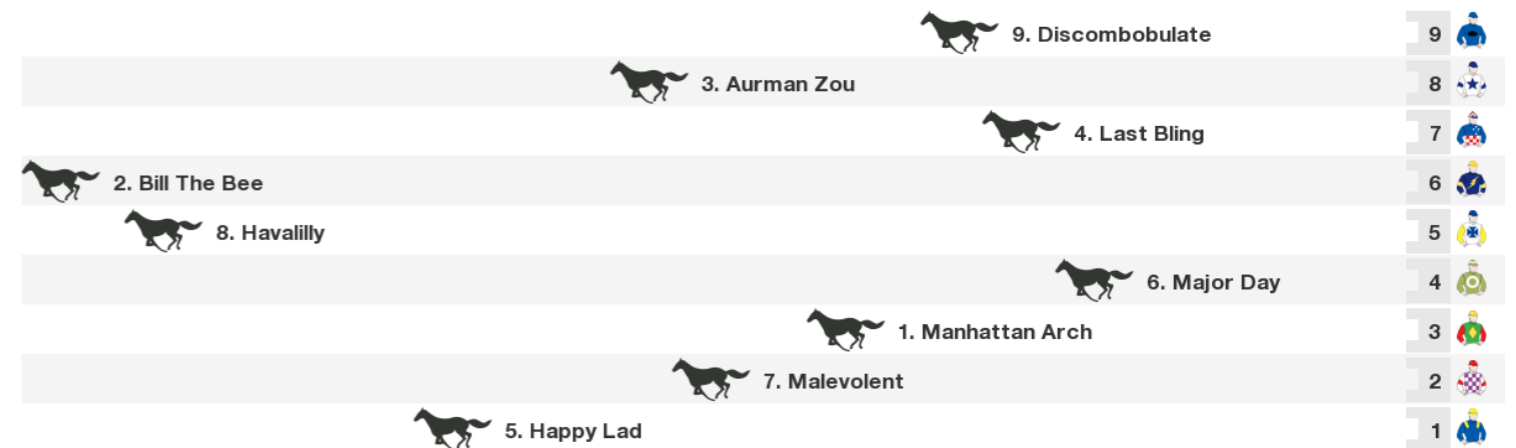 9. Discombobulate 9
3. Aurman Zou 8
4. Last Bling 7
2. Bill The Bee 6
8. Havalilly 5
6. Major Day 4
1. Manhattan Arch 3
7. Malevolent 2
5. Happy Lad 1